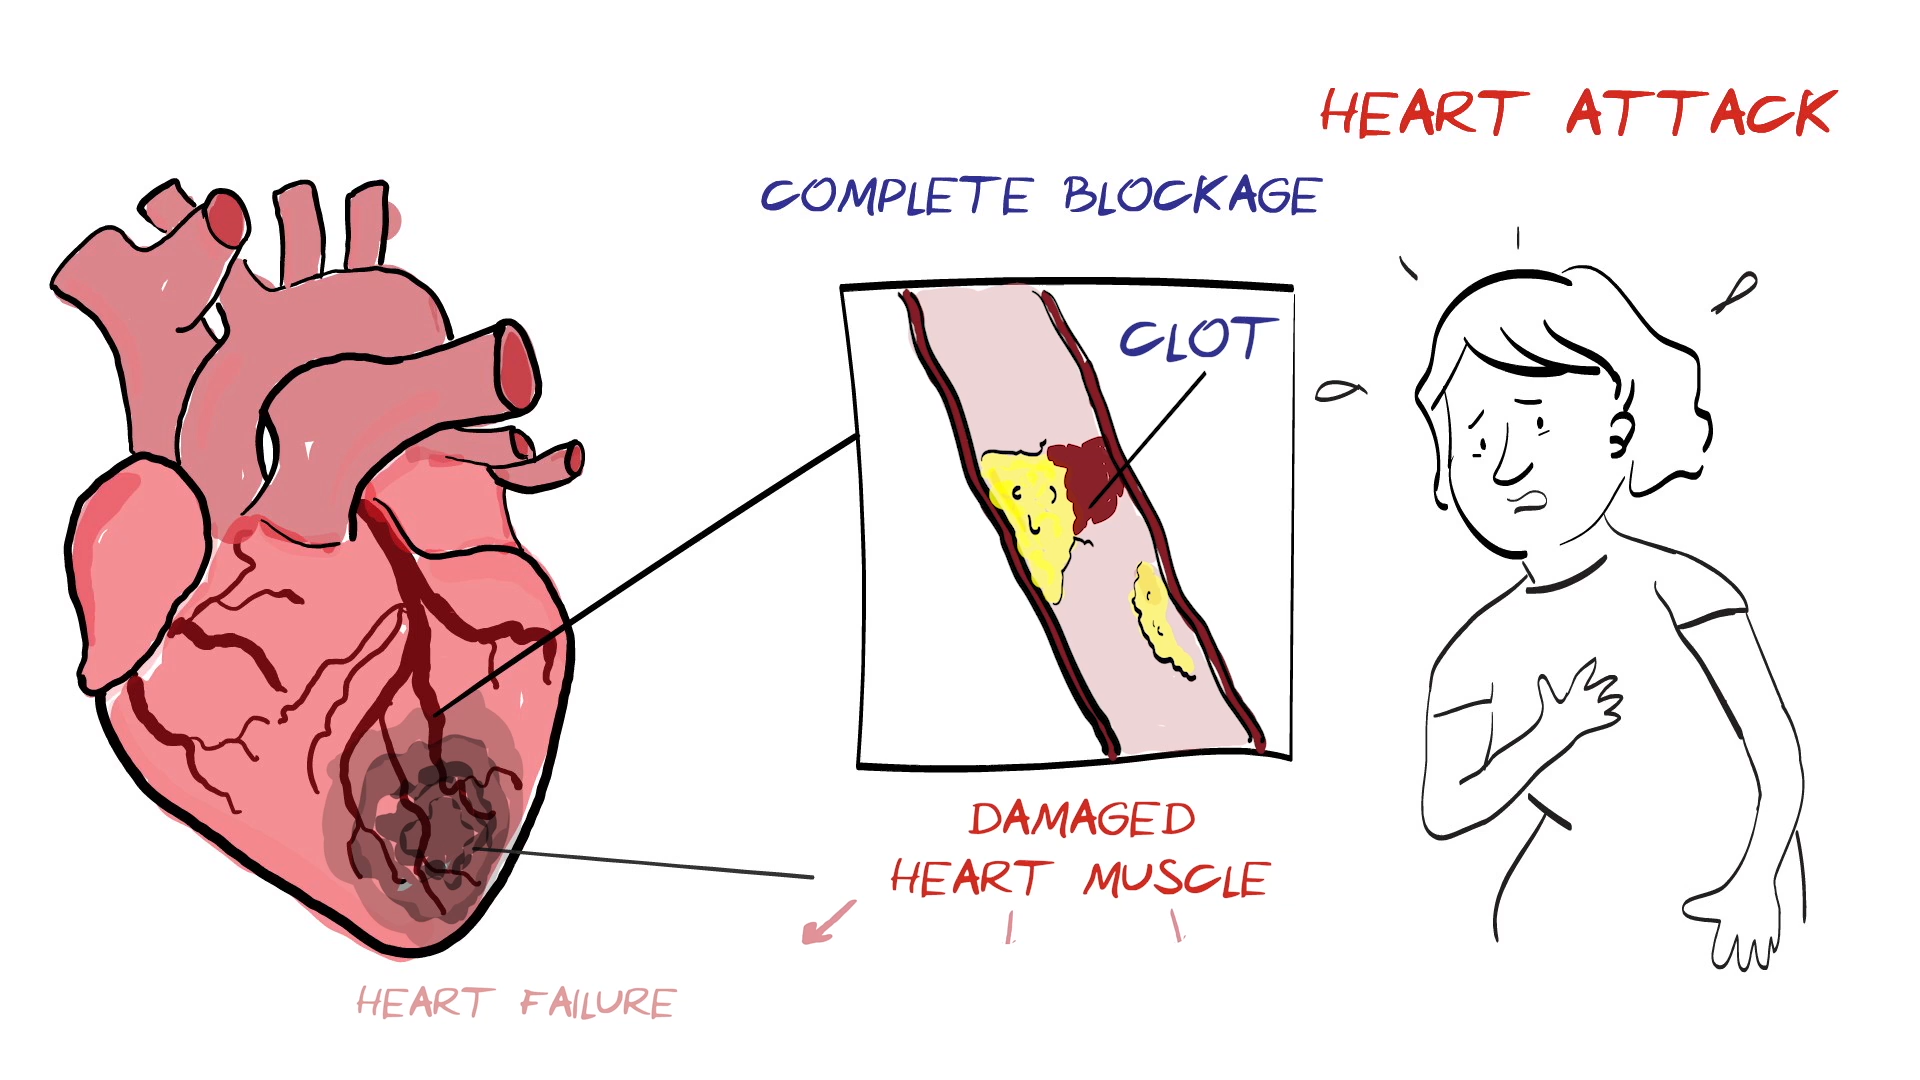 HEART ATTACK
COMPLETE BLOCKAGE
CLOT
DAMAGED
HEART MUSCLE
HEART FAILURE